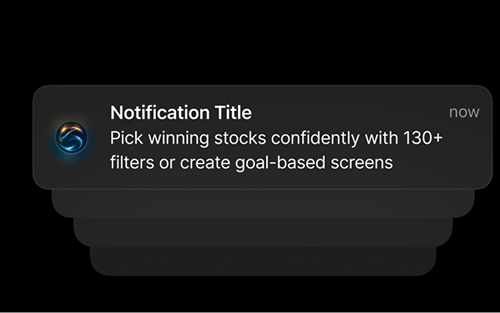 Notification Title
now
Pick winning stocks confidently with 130+
filters or create goal-based screens